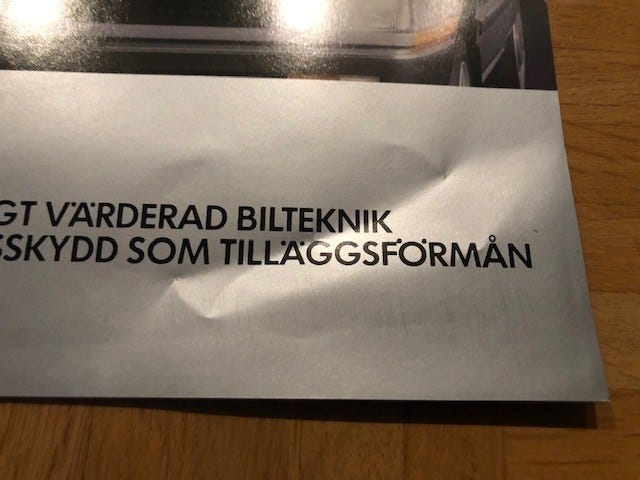 GT VÄRDERAD BILTEKNIK
SSKYDD SOM TILLÄGGSFÖRMÅN